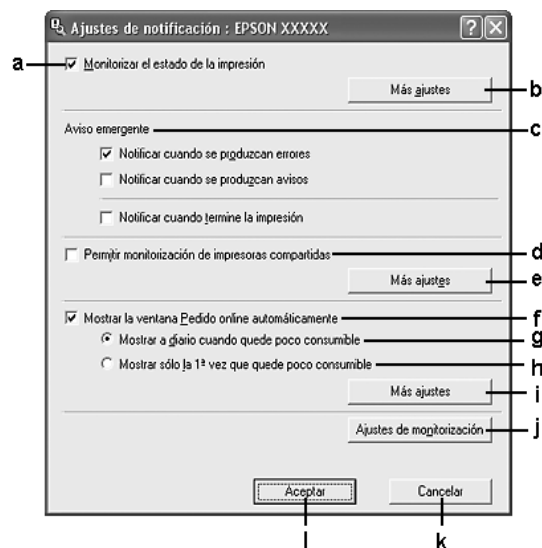 Ajustes de notificación : EPSON XXXXX
a
Monitorizar el estado de la impresión
Más ajustes
b
Aviso emergente
c
Notificar cuando se produzcan errores
Notificar cuando se produzcan avisos
Notificar cuando termine la impresión
Permitir monitorización de impresoras compartidas
d
Más ajustes
e
Mostrar la ventana Pedido online automáticamente
f
Mostrar a diario cuando quede poco consumible
g
Mostrar sólo la 1ª vez que quede poco consumible
h
Más ajustes
i
Ajustes de monitorización
j
Aceptar
Cancelar
l
k